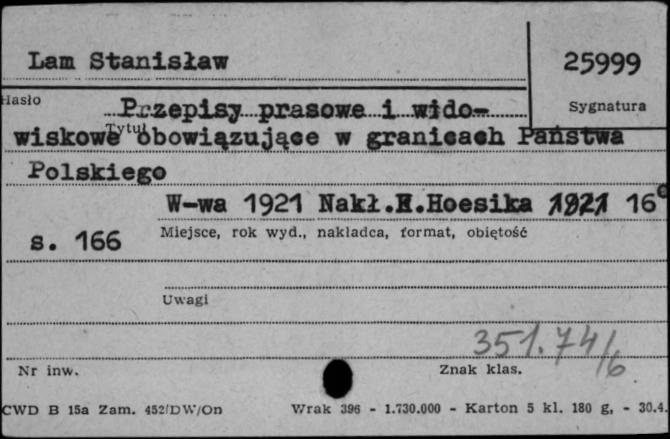 Lam Stanisław
25999
Hasło
Sygnatura
Przepisy prasowe i wido-
Tytuł
wiskowe obowiązujące w granicach Państwa
Polskiego
W-wa 1921 Nakł.H.Hoesika 1921 16°
s. 166
Miejsce, rok wyd., nakładca, format, objętość
Uwagi
351.74/6
Nr inw.
Znak klas.
CWD B 15a Zam. 452/DW/On
Wrak 396 - 1.730.000 - Karton 5 kl. 180 g, - 30.4.